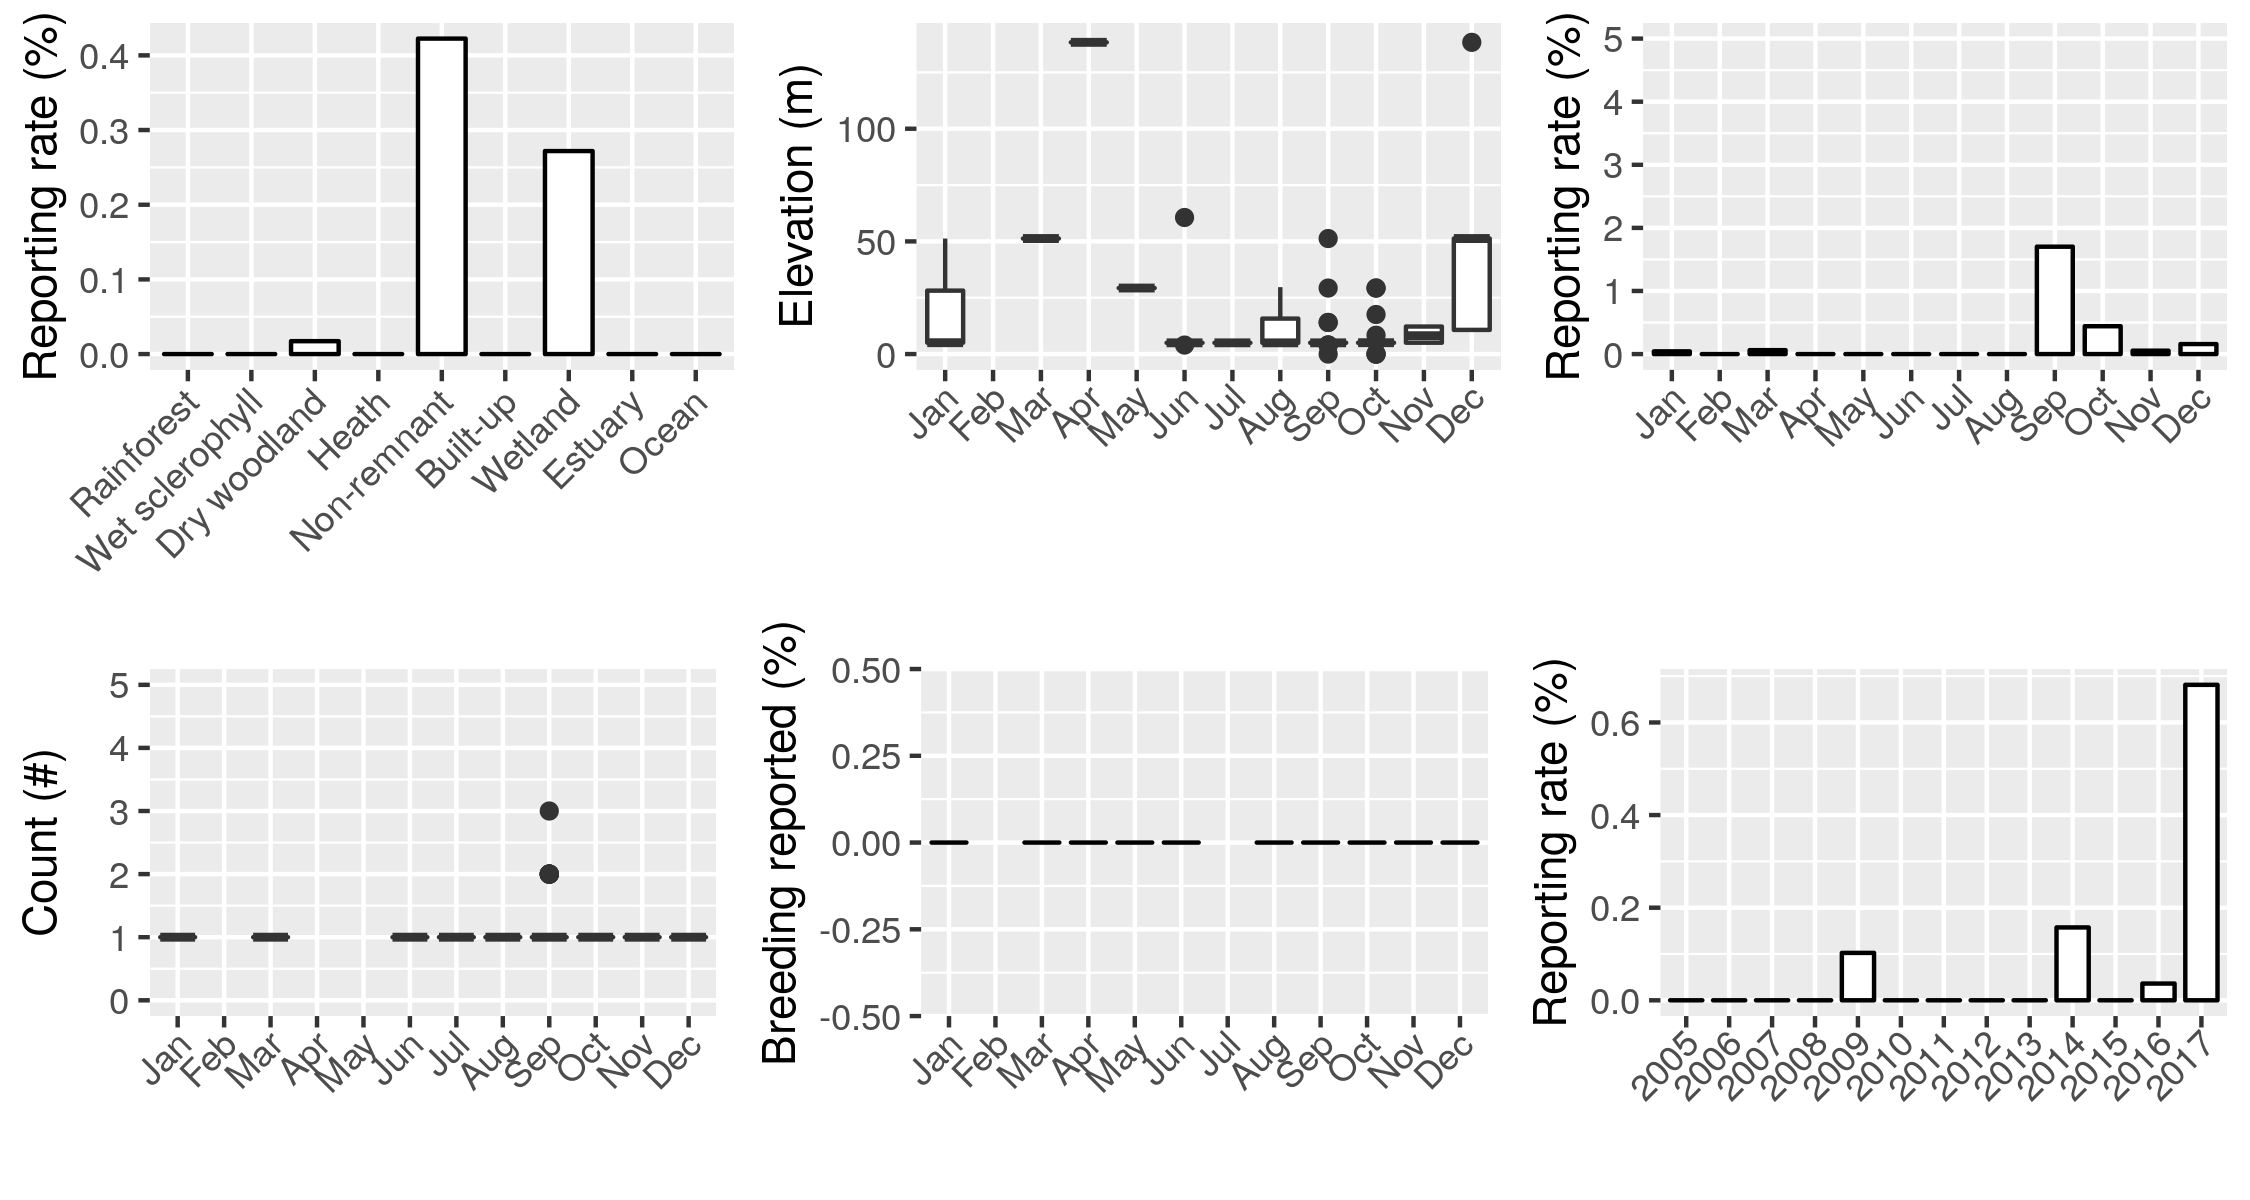 Reporting rate (%)
0.4
0.3
0.2
0.1
0.0
Rainforest
Wet sclerophyll
Dry woodland
Heath
Non-remnant
Built-up
Wetland
Estuary
Ocean
Elevation (m)
100
50
0
Jan
Feb
Mar
Apr
May
Jun
Jul
Aug
Sep
Oct
Nov
Dec
Reporting rate (%)
5
4
3
2
1
0
Jan
Feb
Mar
Apr
May
Jun
Jul
Aug
Sep
Oct
Nov
Dec
Count (#)
5
4
3
2
1
0
Jan
Feb
Mar
Apr
May
Jun
Jul
Aug
Sep
Oct
Nov
Dec
Breeding reported (%)
0.50
0.25
0.00
-0.25
-0.50
Jan
Feb
Mar
Apr
May
Jun
Jul
Aug
Sep
Oct
Nov
Dec
Reporting rate (%)
0.6
0.4
0.2
0.0
2005
2006
2007
2008
2009
2010
2011
2012
2013
2014
2015
2016
2017